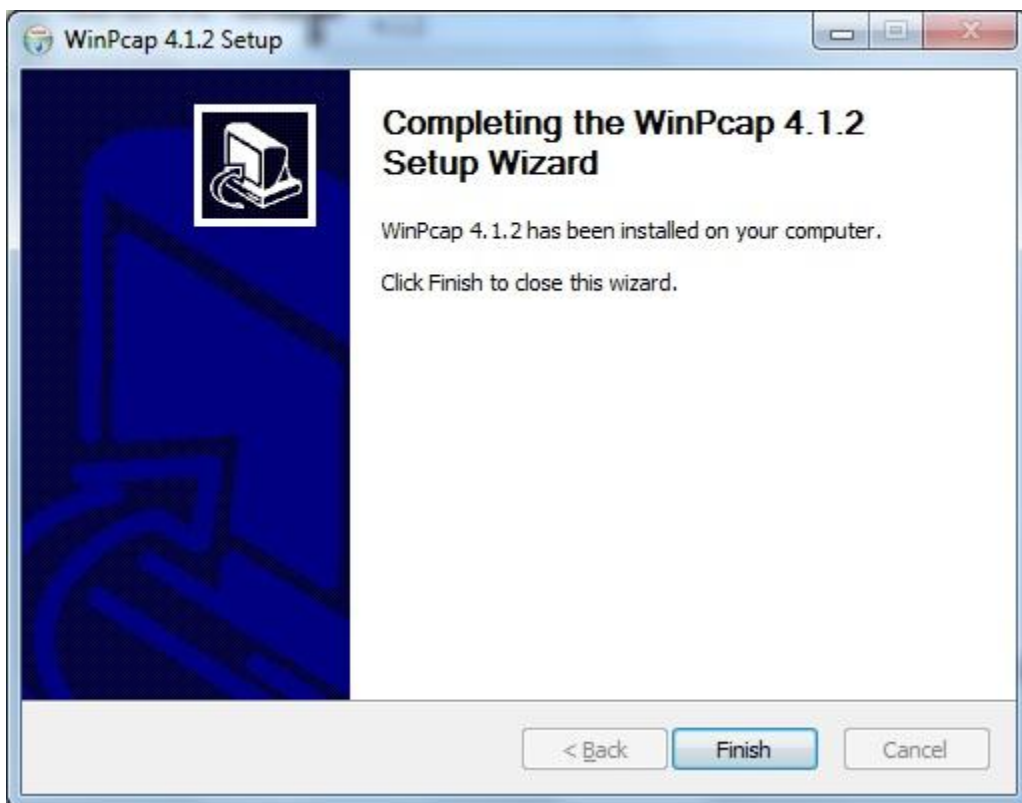 WinPcap 4.1.2 Setup
Completing the WinPcap 4.1.2
Setup Wizard
WinPcap 4.1.2 has been installed on your computer.
Click Finish to close this wizard.
< Back Finish Cancel